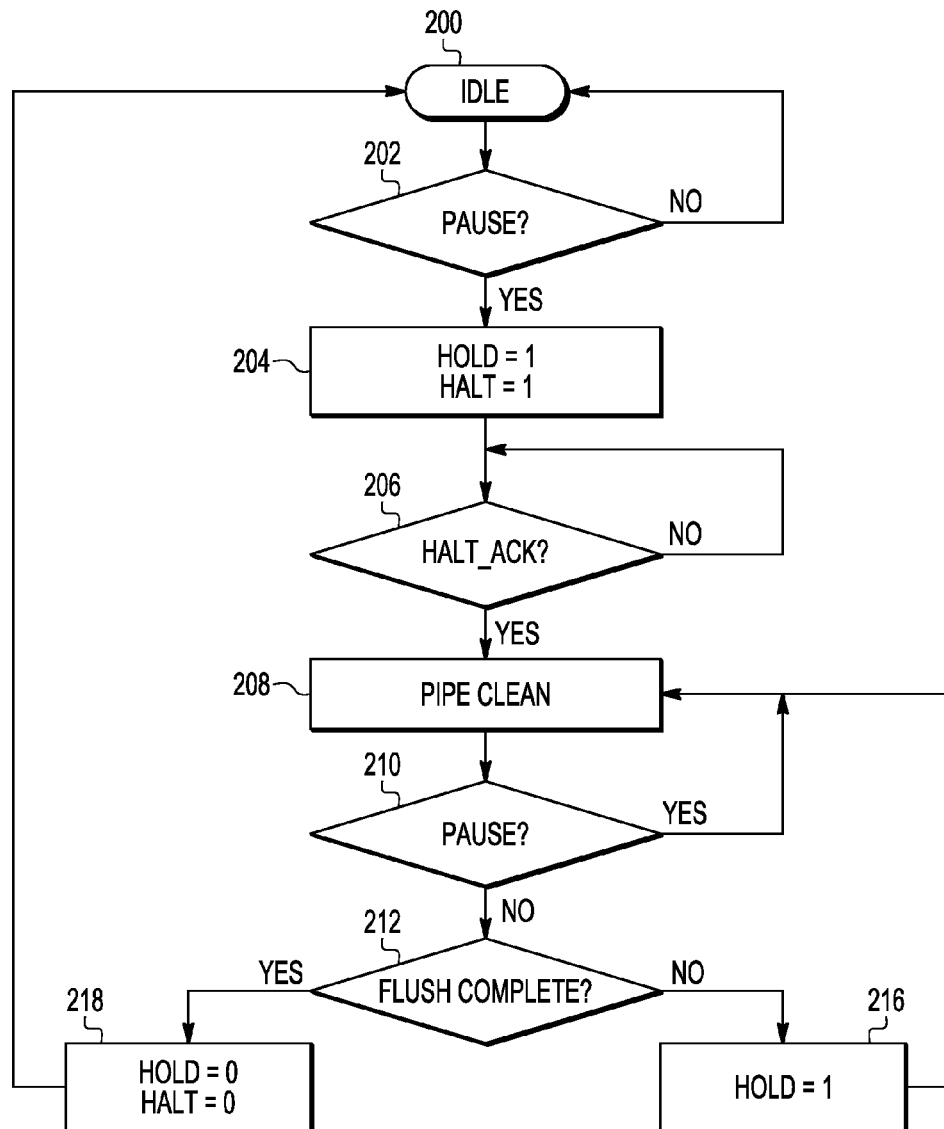 200
IDLE
202
PAUSE?
NO
YES
204
HOLD = 1
HALT = 1
206
HALT_ACK?
NO
YES
208
PIPE CLEAN
210
PAUSE?
YES
NO
212
FLUSH COMPLETE?
YES
NO
218
HOLD = 0
HALT = 0
216
HOLD = 1